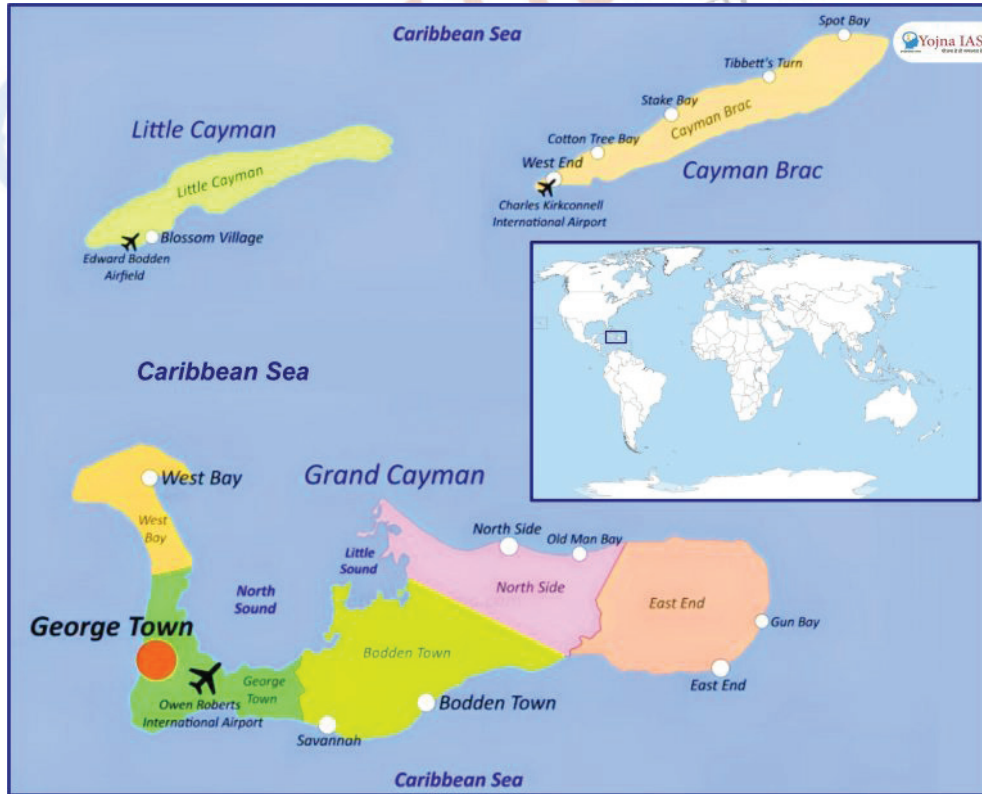 Caribbean Sea
Spot Bay
Yojna IAS
Tibbett's Turn
Stake Bay
Cayman Brac
Little Cayman
Cotton Tree Bay
West End
Cayman Brac
Little Cayman
Charles Kirkconnell
International Airport
Blossom Village
Edward Bodden
Airfield
Caribbean Sea
Grand Cayman
West Bay
West
Bay
North Side
Old Man Bay
Little
Sound
North Side
North
Sound
East End
George Town
Gun Bay
Bodden Town
George
Town
East End
Owen Roberts
International Airport
Bodden Town
Savannah
Caribbean Sea